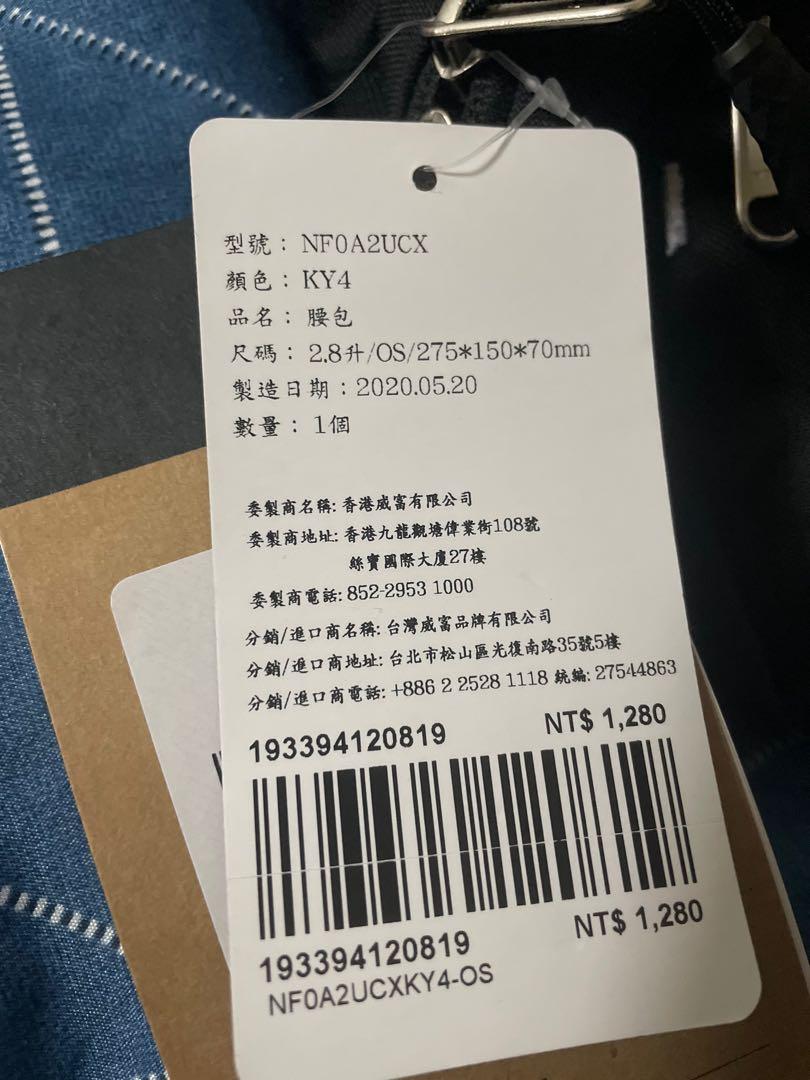 型號：NF0A2UCX
顏色：KY4
品名：腰包
尺碼：2.8升/OS/275*150*70mm
製造日期：2020.05.20
數量：1個
委製商名稱: 香港威富有限公司
委製商地址: 香港九龍觀塘偉業街108號
絲寶國際大廈27樓
委製商電話: 852-2953 1000
分銷/進口商名稱: 台灣威富品牌有限公司
分銷/進口商地址: 台北市松山區光復南路35號5樓
分銷/進口商電話: +886 2 2528 1118 統編: 27544863
193394120819 NT$ 1,280
193394120819 NT$ 1,280
NF0A2UCXKY4-OS